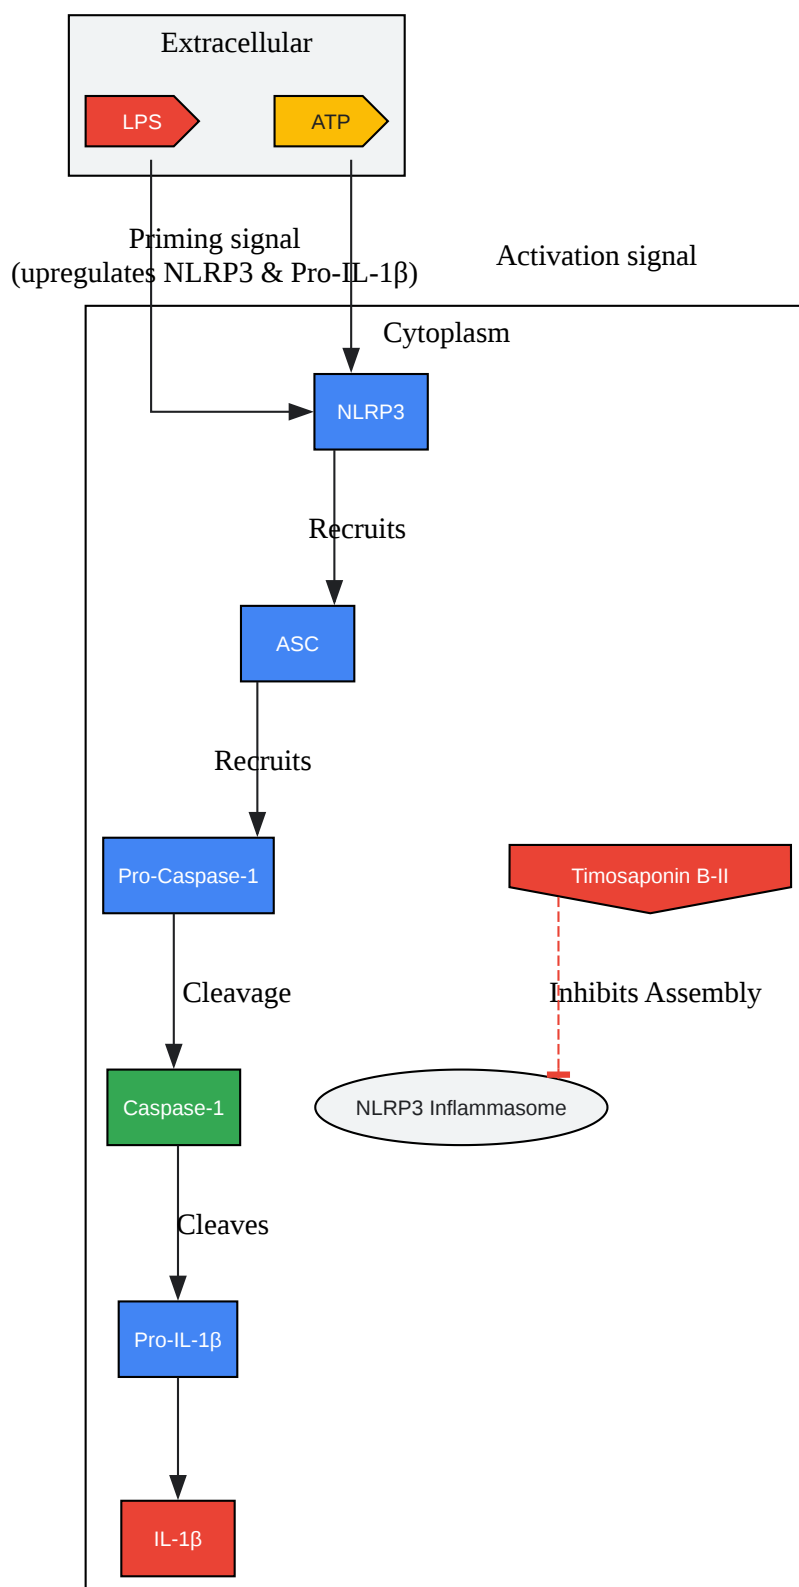 Extracellular
LPS
ATP
Priming signal
(upregulates NLRP3 & Pro-IL-1β)
Activation signal
Cytoplasm
NLRP3
Recruits
ASC
Recruits
Pro-Caspase-1
Timosaponin B-II
Cleavage
Inhibits Assembly
Caspase-1
NLRP3 Inflammasome
Cleaves
Pro-IL-1β
IL-1β